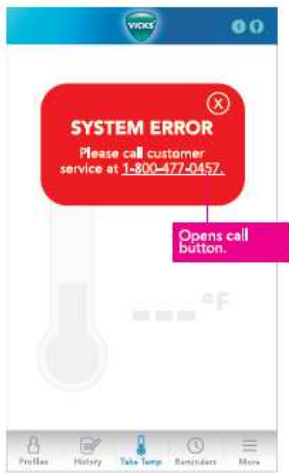 VICKS
SYSTEM ERROR
Please call customer
service at 1-800-477-0457.
Opens call
button.
°F
Profiles
History
Take Temp
Reminders
More